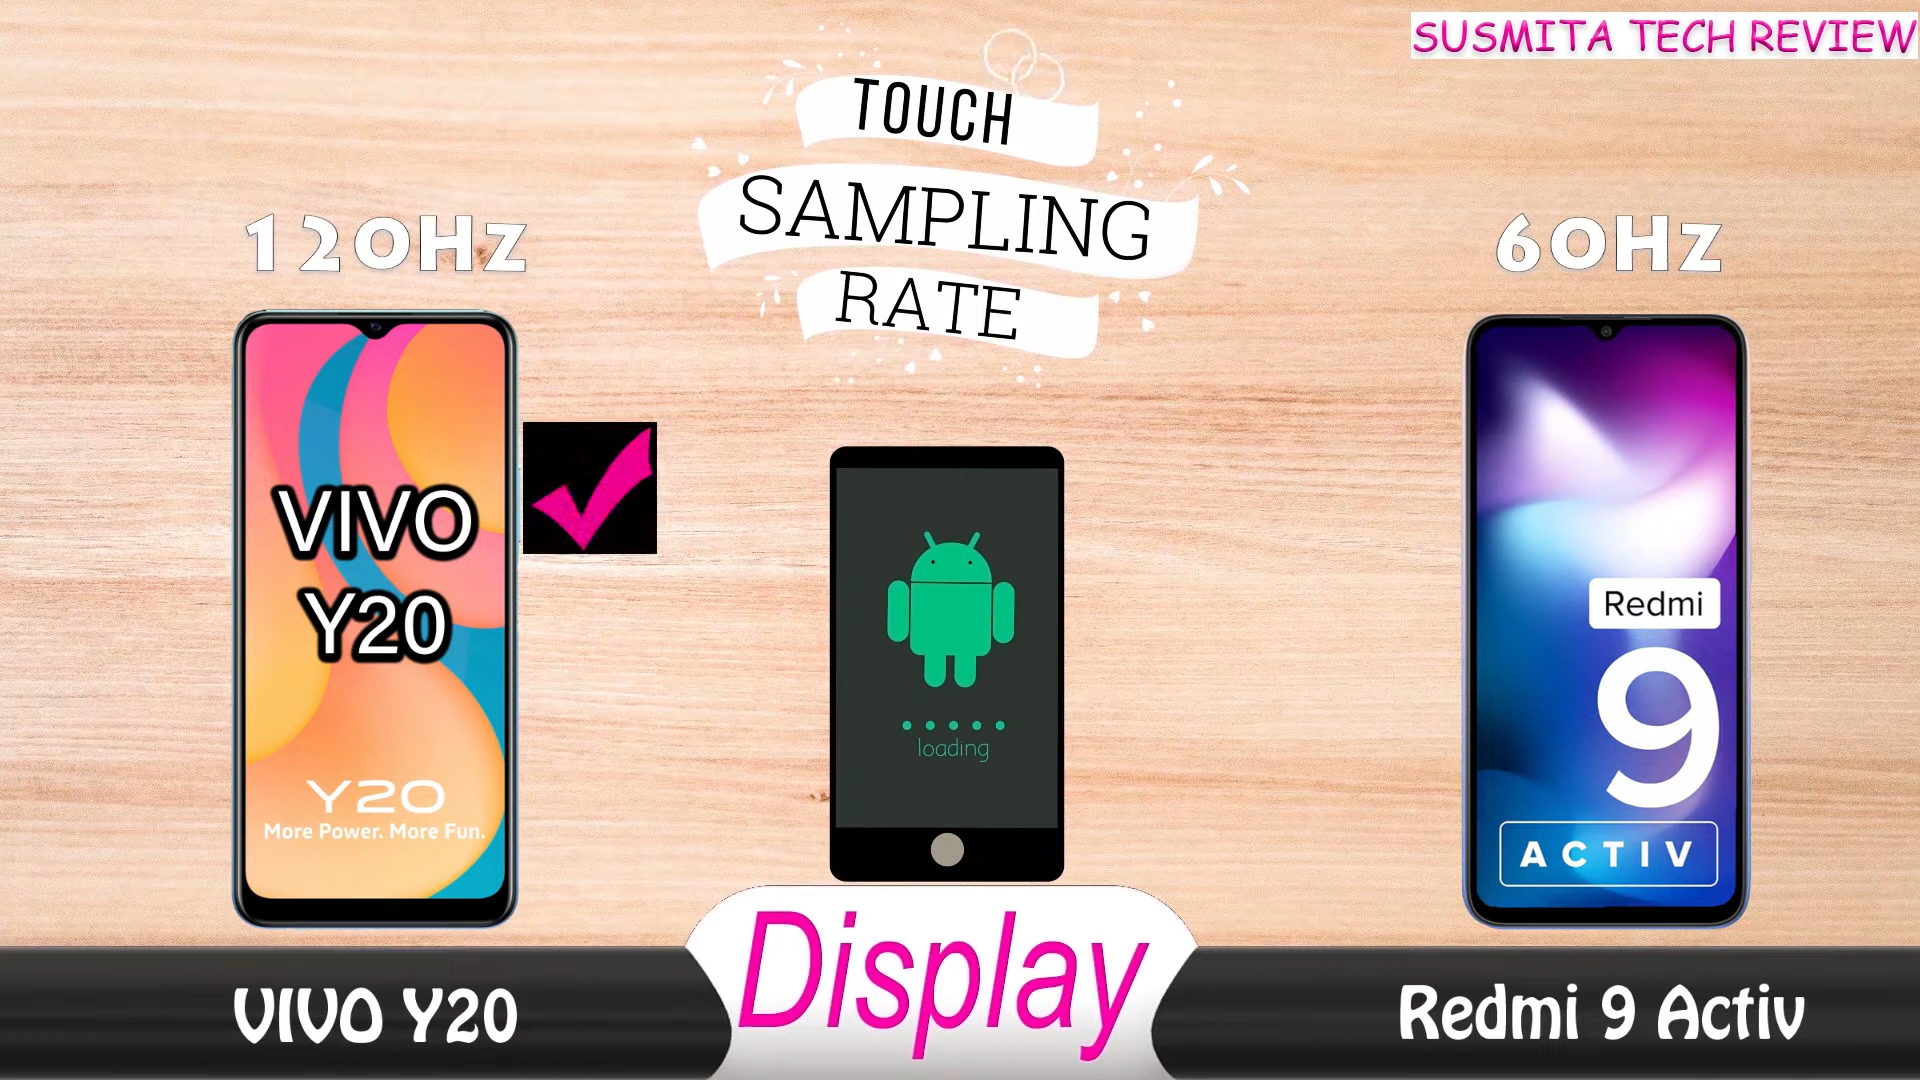 SUSMITA TECH REVIEW
TOUCH
SAMPLING
RATE
120Hz
60Hz
VIVO
Y20
Y20
More Power. More Fun.
loading
Redmi
9
ACTIV
VIVO Y20
Display
Redmi 9 Activ